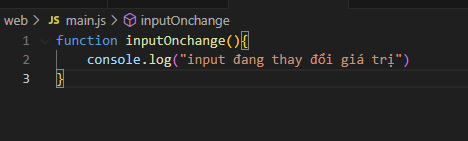 web > JS main.js > inputOnchange
1 function inputOnchange(){
2 console.log("input đang thay đổi giá trị")
3 }